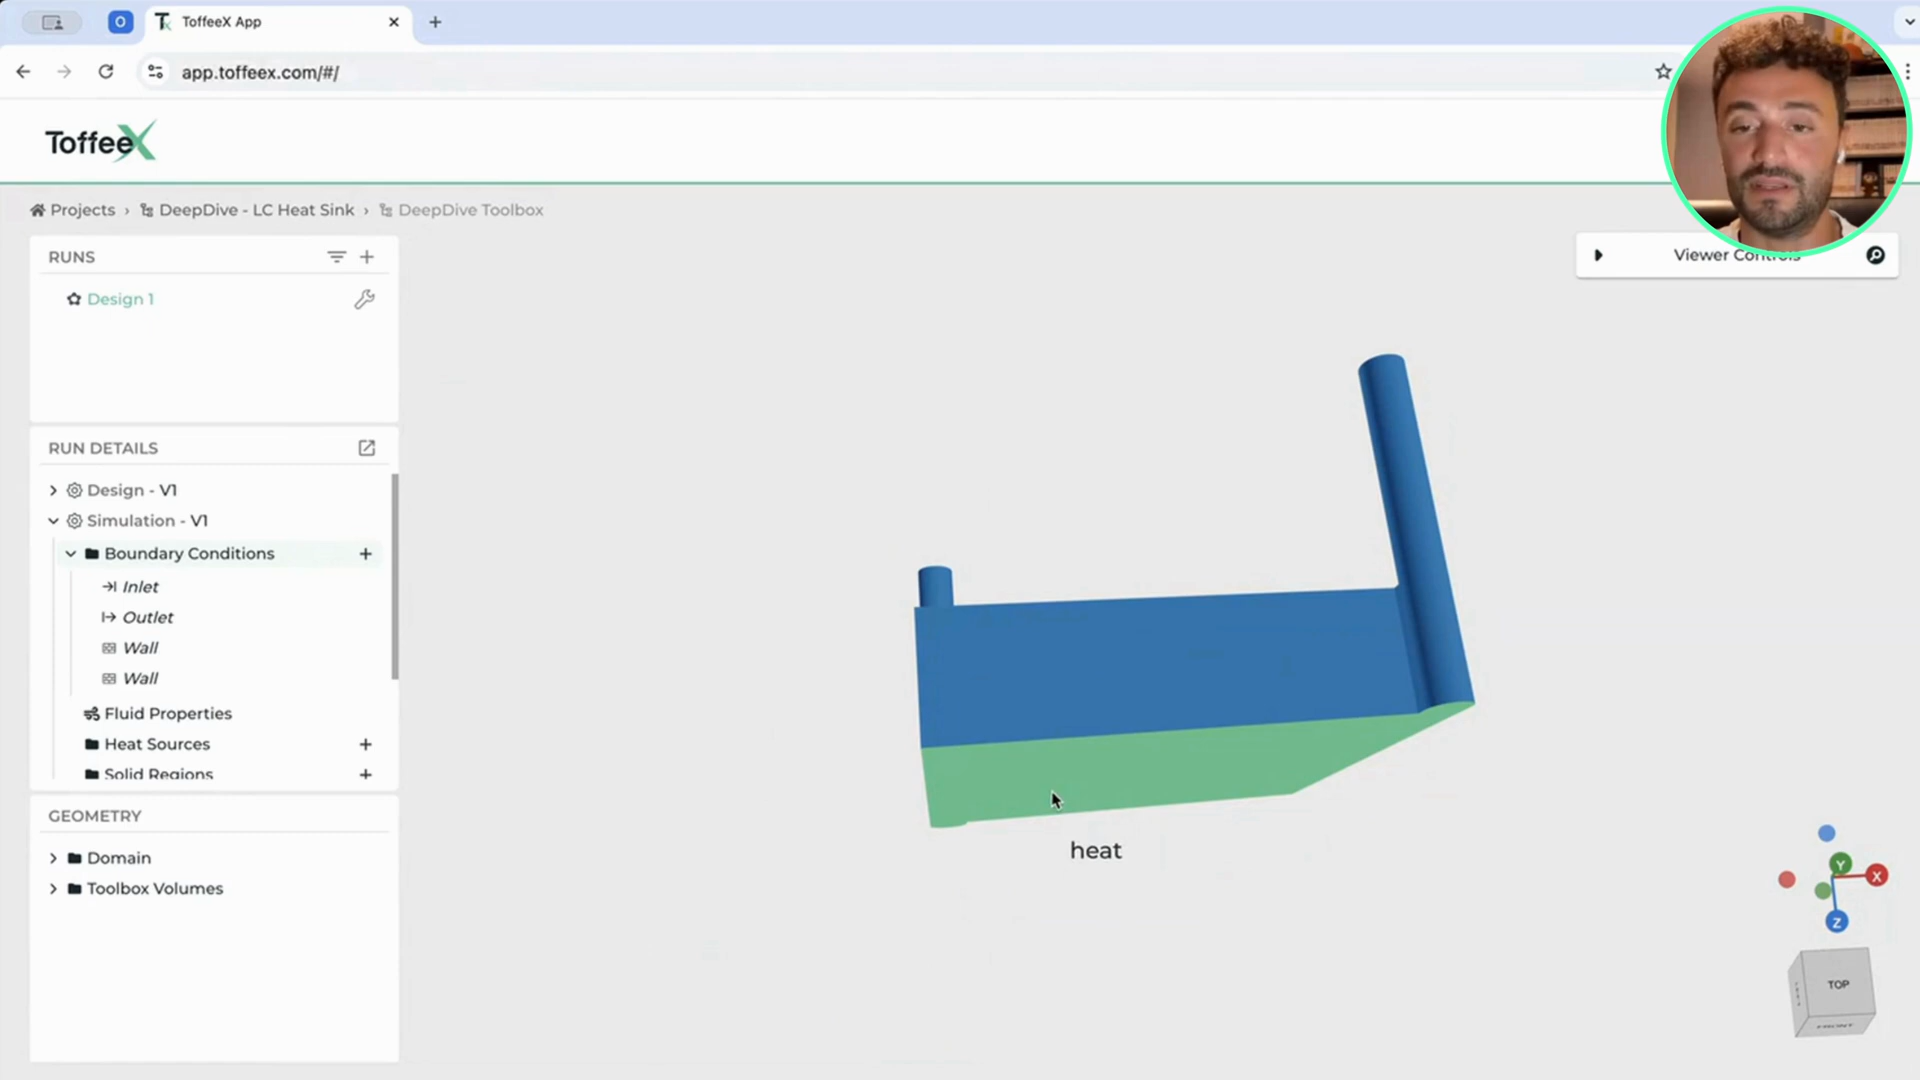 O
ToffeeX App
app.toffeex.com/#/
ToffeeX
Projects › DeepDive - LC Heat Sink › DeepDive Toolbox
RUNS
Design 1
RUN DETAILS
Design - V1
Simulation - V1
Boundary Conditions
Inlet
Outlet
Wall
Wall
Fluid Properties
Heat Sources
Solid Regions
GEOMETRY
Domain
Toolbox Volumes
Viewer Controls
heat
Y
X
Z
TOP
FRONT